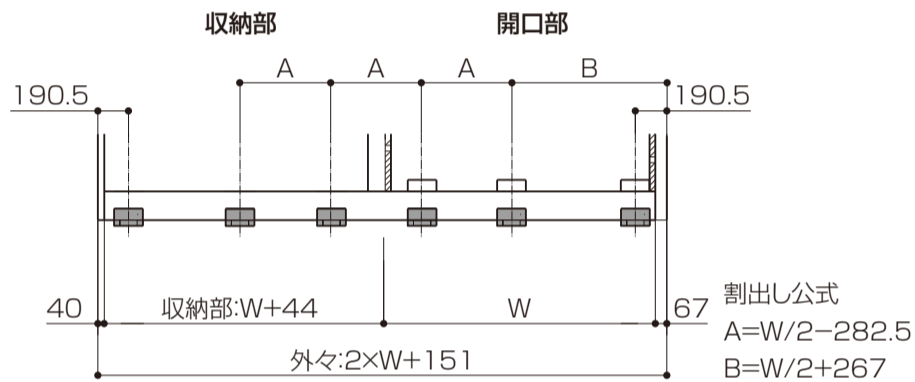 収納部 開口部
A A A B
190.5 190.5
40 収納部:W+44 W 67
外々:2×W+151
割出し公式
A=W/2−282.5
B=W/2+267